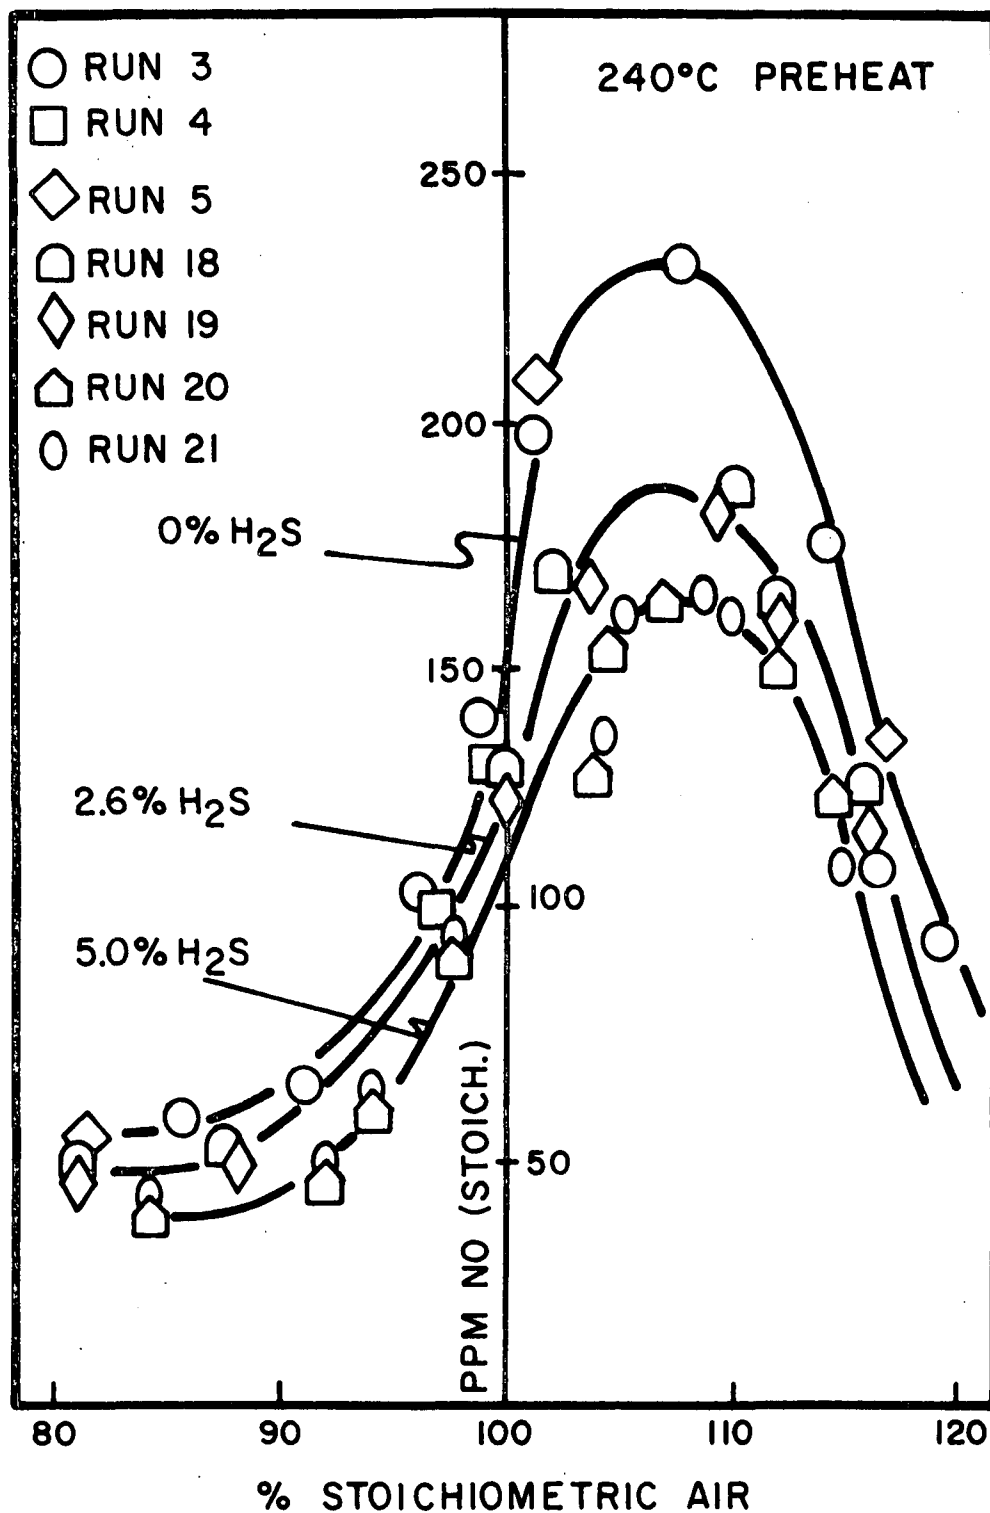 RUN 3
RUN 4
RUN 5
RUN 18
RUN 19
RUN 20
RUN 21
240°C PREHEAT
250
200
150
100
50
0% H2S
2.6% H2S
5.0% H2S
PPM NO (STOICH.)
80 90 100 110 120
% STOICHIOMETRIC AIR